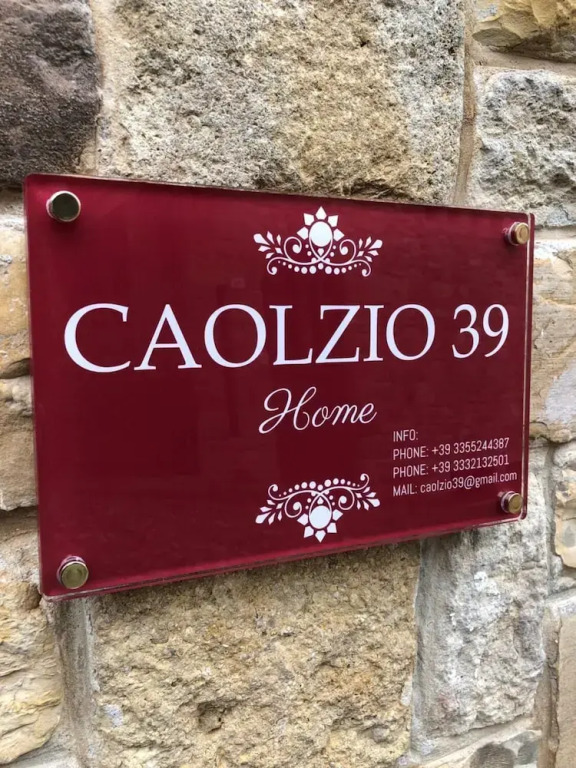 CAOLZIO 39
Home
INFO:
PHONE: +39 3355244387
PHONE: +39 3332132501
MAIL: caolzio39@gmail.com